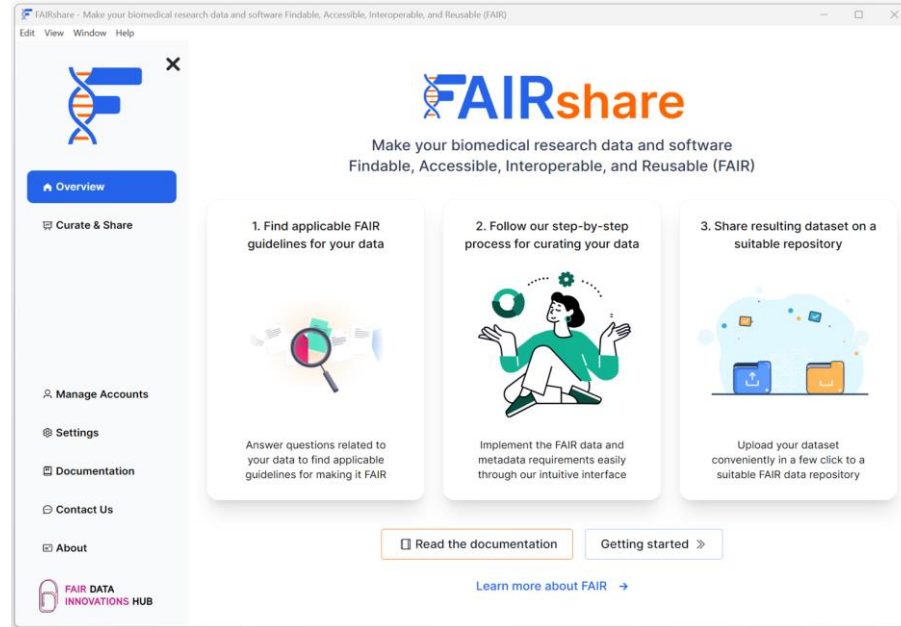 FAIRshare - Make your biomedical research data and software Findable, Accessible, Interoperable, and Reusable (FAIR)
Edit View Window Help
FAIRshare
Make your biomedical research data and software
Findable, Accessible, Interoperable, and Reusable (FAIR)
Overview
Curate & Share
Manage Accounts
Settings
Documentation
Contact Us
About
FAIR DATA
INNOVATIONS HUB
1. Find applicable FAIR
guidelines for your data
Answer questions related to
your data to find applicable
guidelines for making it FAIR
2. Follow our step-by-step
process for curating your data
Implement the FAIR data and
metadata requirements easily
through our intuitive interface
3. Share resulting dataset on a
suitable repository
Upload your dataset
conveniently in a few click to a
suitable FAIR data repository
Read the documentation
Getting started
Learn more about FAIR